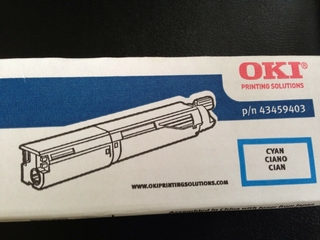 OKI
PRINTING SOLUTIONS
p/n 43459403
CYAN
CIANO
CIAN
WWW.OKIPRINTINGSOLUTIONS.COM